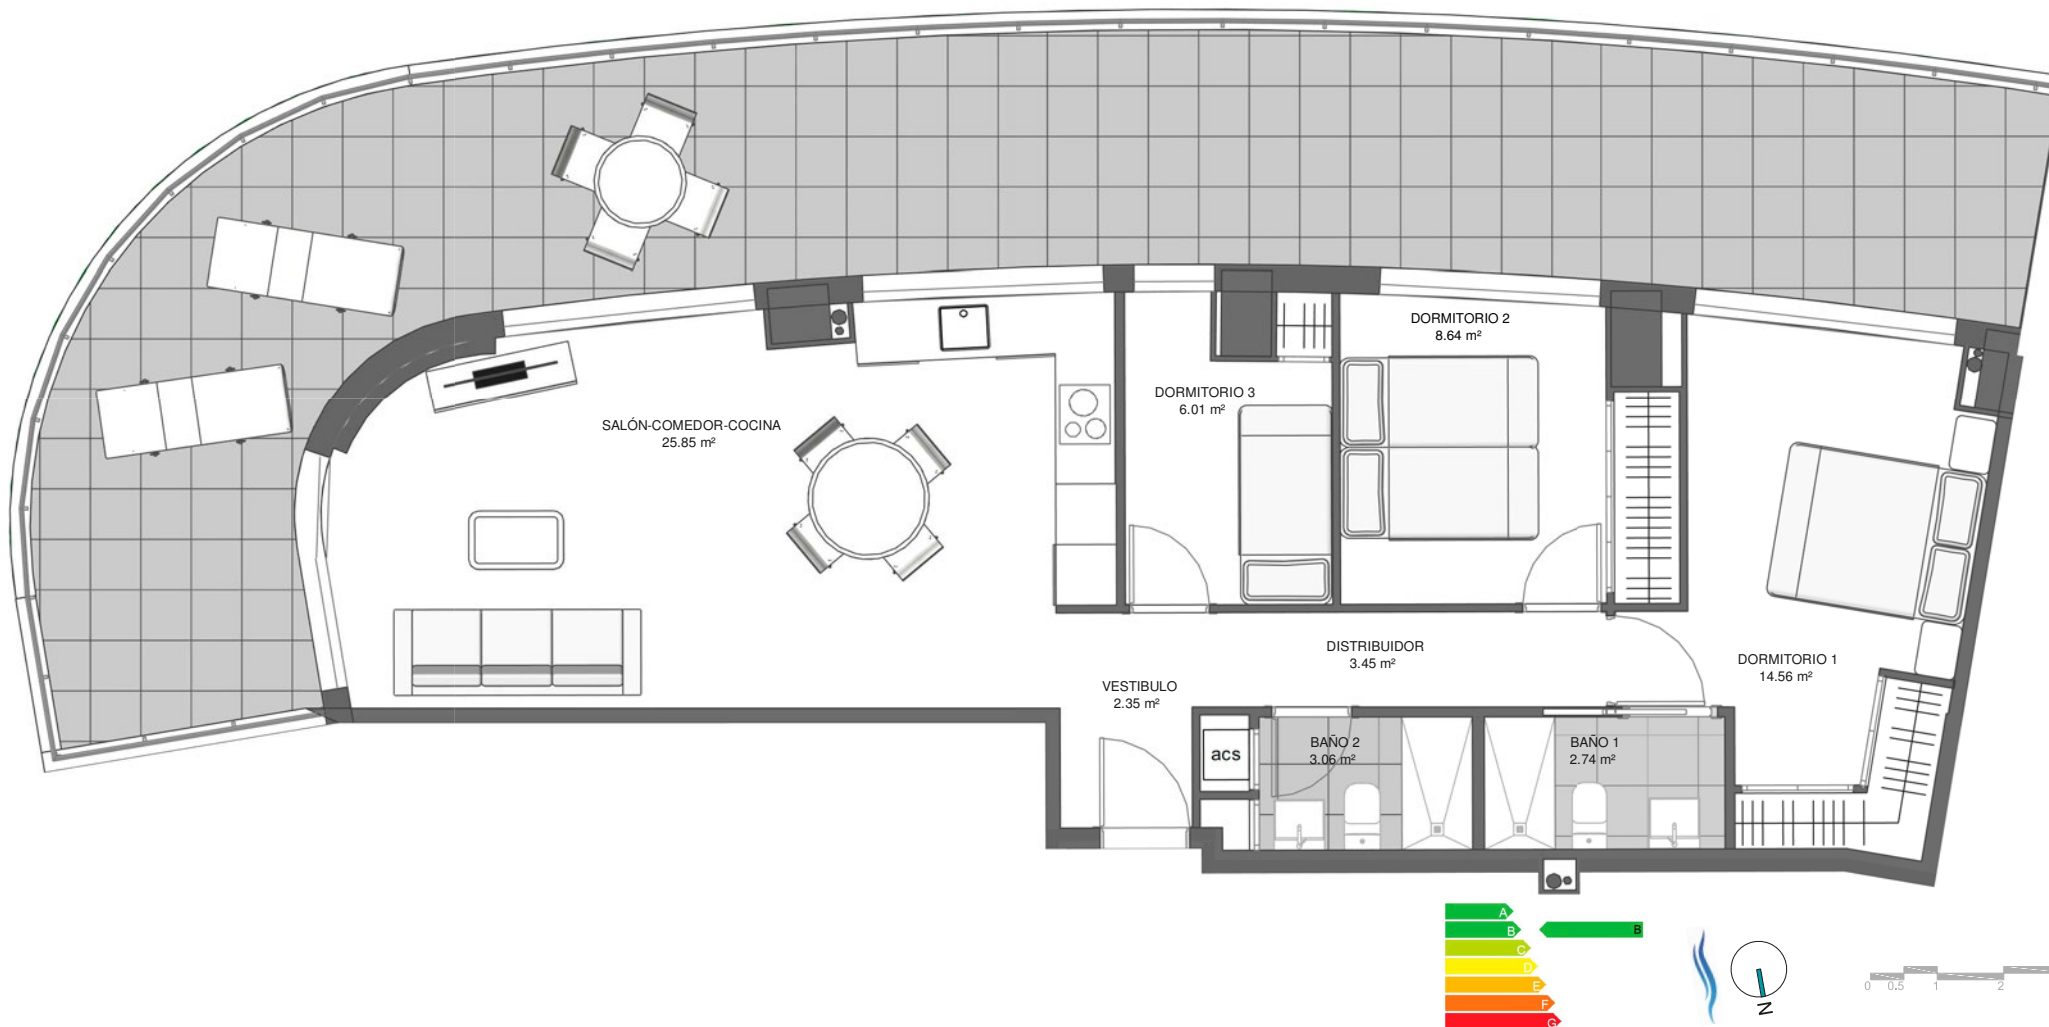 DORMITORIO 2
8.64 m²
DORMITORIO 3
6.01 m²
SALÓN-COMEDOR-COCINA
25.85 m²
DISTRIBUIDOR
3.45 m²
DORMITORIO 1
14.56 m²
VESTIBULO
2.35 m²
acs
BAÑO 2
3.06 m²
BAÑO 1
2.74 m²
A
B
B
C
D
E
F
G
N
0 0.5 1 2